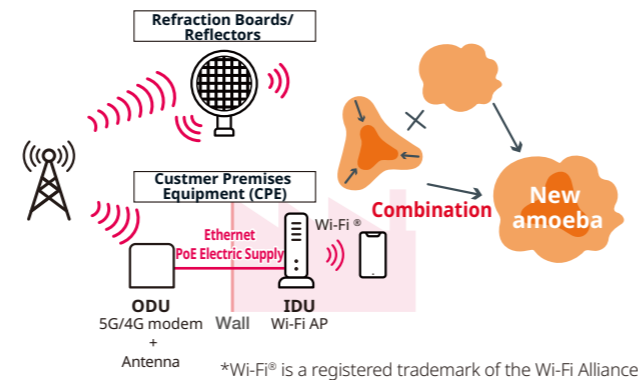 Refraction Boards/
Reflectors
Custmer Premises
Equipment (CPE)
Ethernet
PoE Electric Supply
Wi-Fi ®
ODU
5G/4G modem
+
Antenna
Wall
IDU
Wi-Fi AP
Combination
New
amoeba
*Wi-Fi® is a registered trademark of the Wi-Fi Alliance